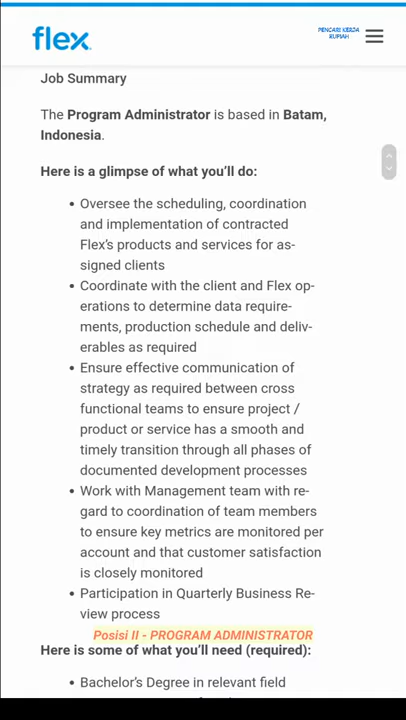 flex
PENCARI KERJA
RUPIAH
Job Summary
The Program Administrator is based in Batam,
Indonesia.
Here is a glimpse of what you'll do:
• Oversee the scheduling, coordination
and implementation of contracted
Flex's products and services for as-
signed clients
• Coordinate with the client and Flex op-
erations to determine data require-
ments, production schedule and deliv-
erables as required
• Ensure effective communication of
strategy as required between cross
functional teams to ensure project /
product or service has a smooth and
timely transition through all phases of
documented development processes
• Work with Management team with re-
gard to coordination of team members
to ensure key metrics are monitored per
account and that customer satisfaction
is closely monitored
• Participation in Quarterly Business Re-
view process
Posisi II - PROGRAM ADMINISTRATOR
Here is some of what you'll need (required):
• Bachelor's Degree in relevant field